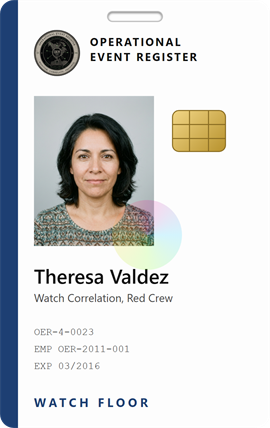 OPERATIONAL
EVENT REGISTER
Theresa Valdez
Watch Correlation, Red Crew
OER-4-0023
EMP OER-2011-001
EXP 03/2016
WATCH FLOOR